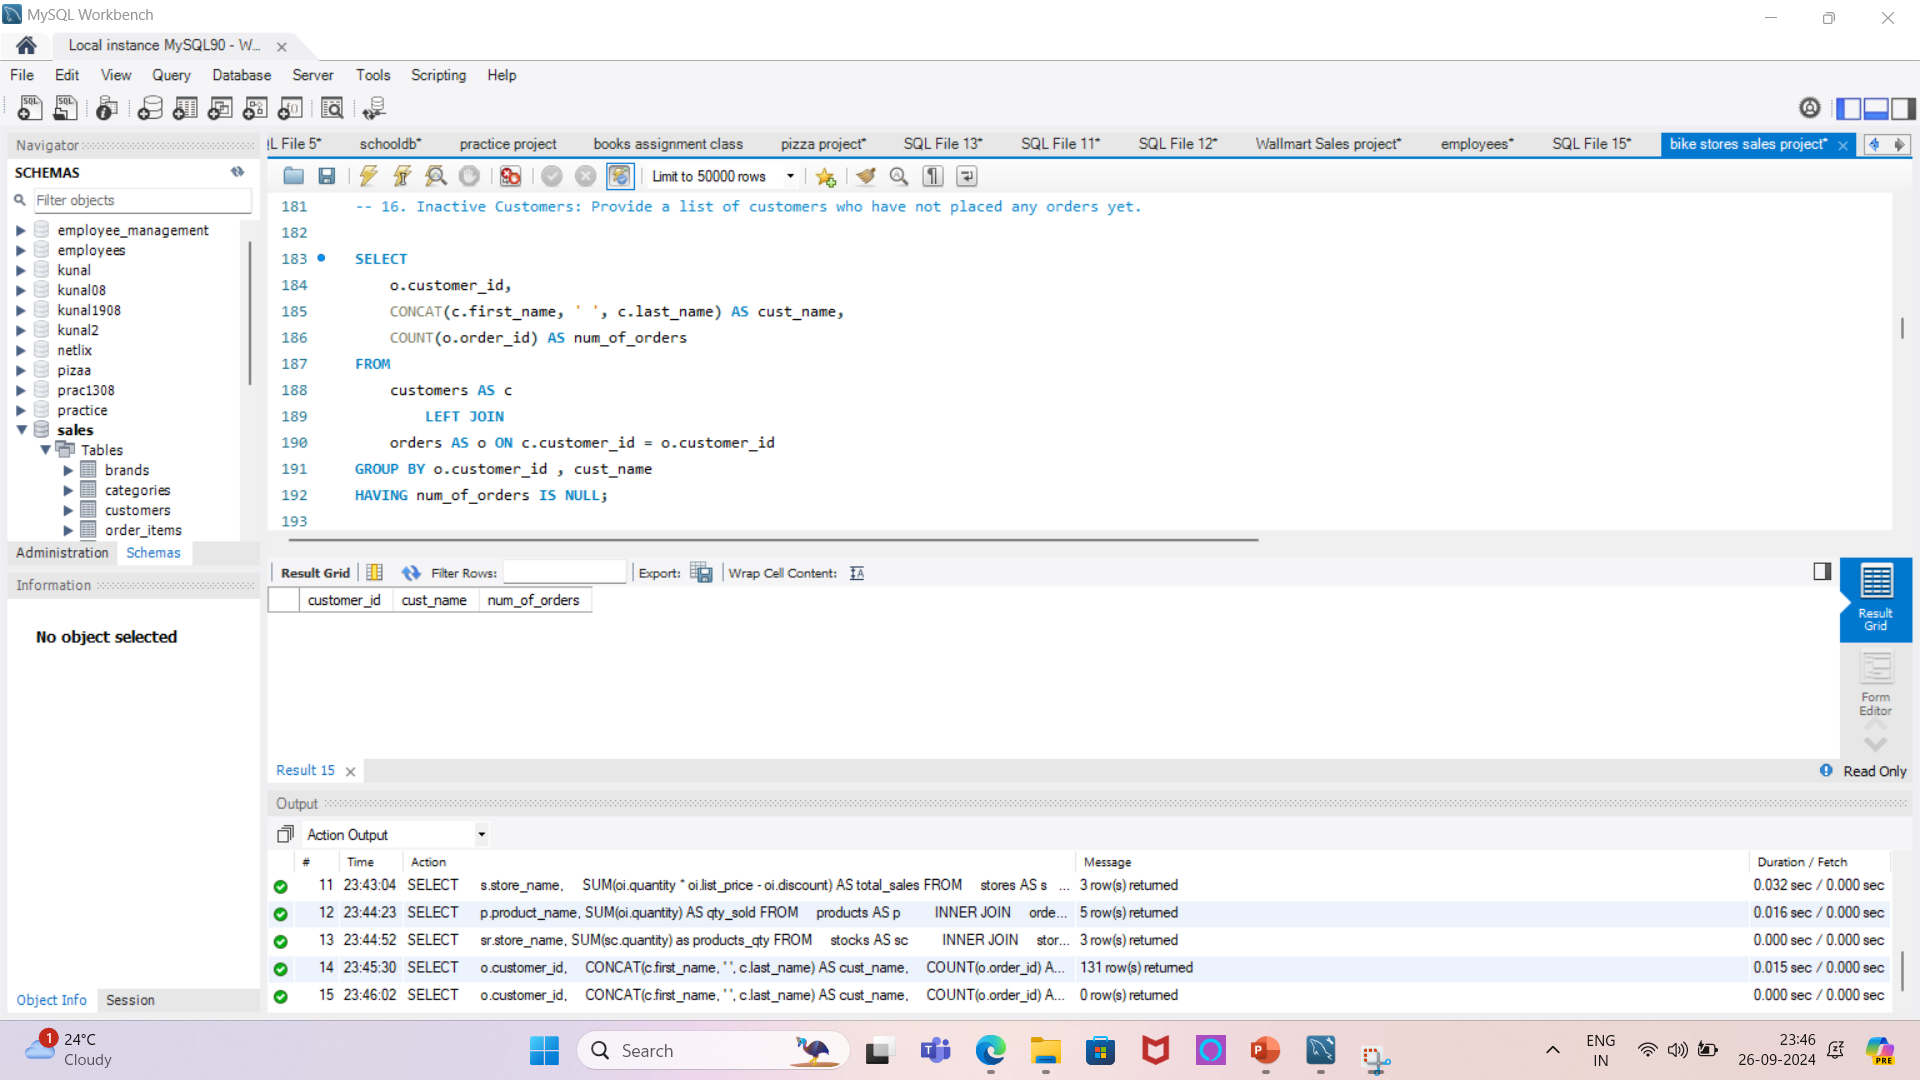 MySQL Workbench
Local instance MySQL90 - W...
File Edit View Query Database Server Tools Scripting Help
Navigator
SCHEMAS
Filter objects
employee_management
employees
kunal
kunal08
kunal1908
kunal2
netlix
pizaa
prac1308
practice
sales
Tables
brands
categories
customers
order_items
Administration Schemas
Information
No object selected
Object Info Session
L File 5* schooldb* practice project books assignment class pizza project* SQL File 13* SQL File 11* SQL File 12* Wallmart Sales project* employees* SQL File 15* bike stores sales project*
Limit to 50000 rows
181 -- 16. Inactive Customers: Provide a list of customers who have not placed any orders yet.
182
183 SELECT
184 o.customer_id,
185 CONCAT(c.first_name, ' ', c.last_name) AS cust_name,
186 COUNT(o.order_id) AS num_of_orders
187 FROM
188 customers AS c
189 LEFT JOIN
190 orders AS o ON c.customer_id = o.customer_id
191 GROUP BY o.customer_id , cust_name
192 HAVING num_of_orders IS NULL;
193
Result Grid Filter Rows: Export: Wrap Cell Content:
customer_id cust_name num_of_orders
Result Grid
Form Editor
Result 15
Read Only
Output
Action Output
# Time Action Message Duration / Fetch
11 23:43:04 SELECT s.store_name, SUM(oi.quantity * oi.list_price - oi.discount) AS total_sales FROM stores AS s ... 3 row(s) returned 0.032 sec / 0.000 sec
12 23:44:23 SELECT p.product_name, SUM(oi.quantity) AS qty_sold FROM products AS p INNER JOIN orde... 5 row(s) returned 0.016 sec / 0.000 sec
13 23:44:52 SELECT sr.store_name, SUM(sc.quantity) as products_qty FROM stocks AS sc INNER JOIN stor... 3 row(s) returned 0.000 sec / 0.000 sec
14 23:45:30 SELECT o.customer_id, CONCAT(c.first_name, ' ', c.last_name) AS cust_name, COUNT(o.order_id) A... 131 row(s) returned 0.015 sec / 0.000 sec
15 23:46:02 SELECT o.customer_id, CONCAT(c.first_name, ' ', c.last_name) AS cust_name, COUNT(o.order_id) A... 0 row(s) returned 0.000 sec / 0.000 sec
1
24°C
Cloudy
Search
ENG
IN
23:46
26-09-2024
PRE